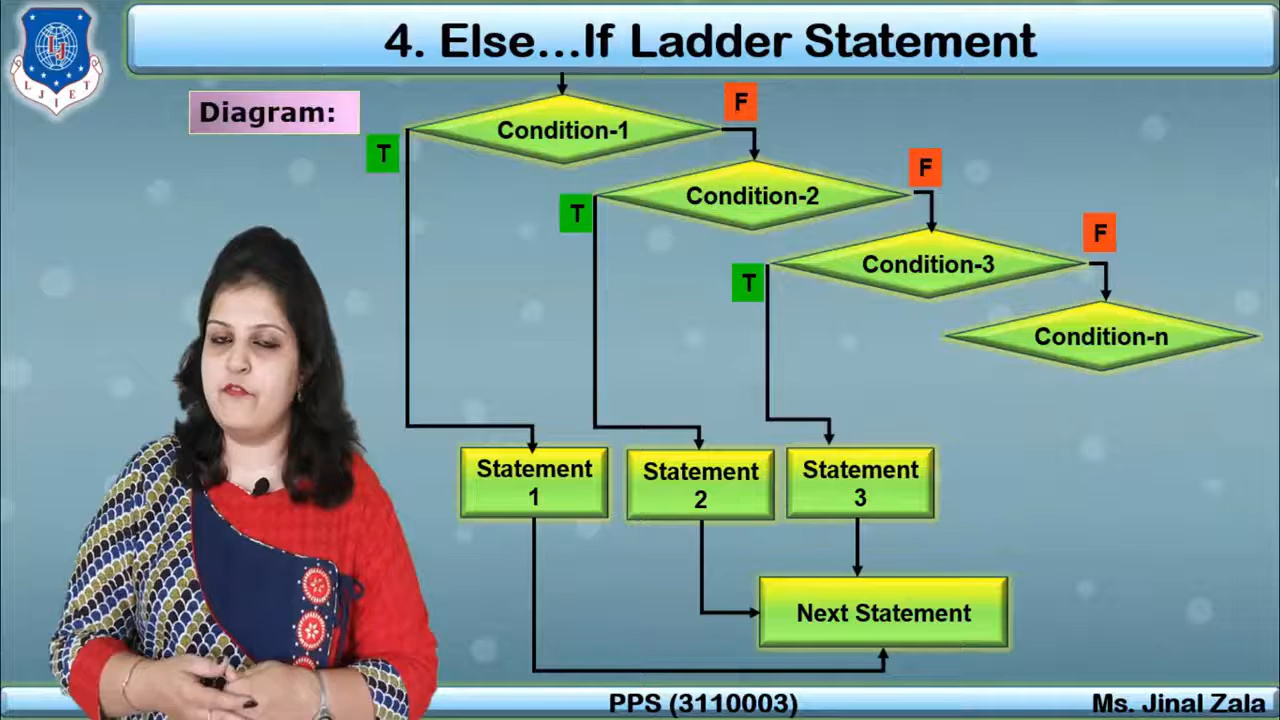 4. Else...If Ladder Statement
LJIET
Diagram:
F
Condition-1
T
F
Condition-2
T
F
Condition-3
T
Condition-n
Statement
1
Statement
2
Statement
3
Next Statement
PPS (3110003)
Ms. Jinal Zala